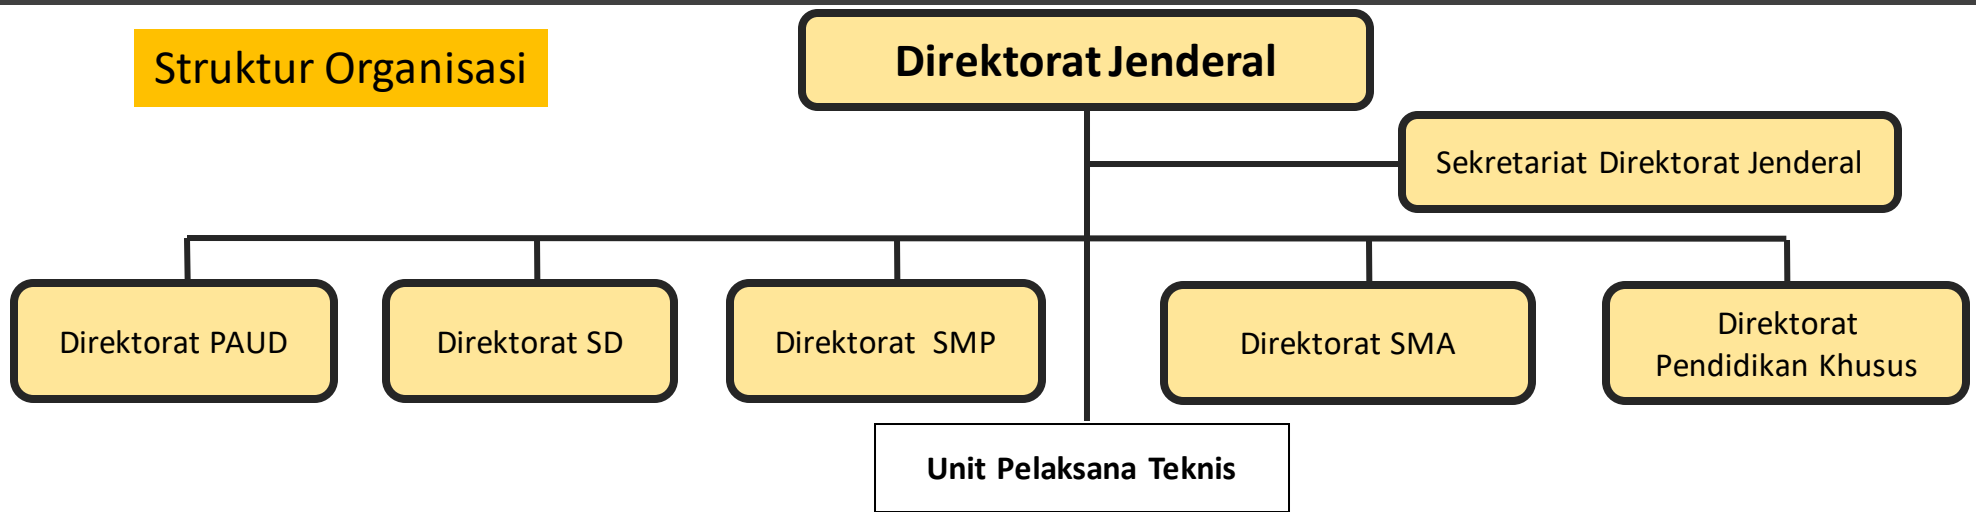 Struktur Organisasi
Direktorat Jenderal
Sekretariat Direktorat Jenderal
Direktorat PAUD
Direktorat SD
Direktorat SMP
Direktorat SMA
Direktorat
Pendidikan Khusus
Unit Pelaksana Teknis